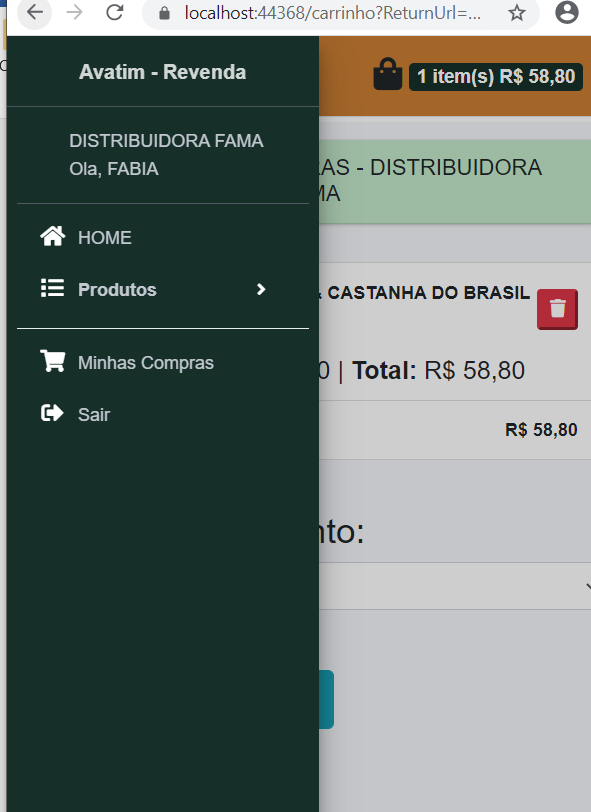 localhost:44368/carrinho?ReturnUrl=...
Avatim - Revenda
1 item(s) R$ 58,80
DISTRIBUIDORA FAMA
Ola, FABIA
RAS - DISTRIBUIDORA
MA
HOME
Produtos
& CASTANHA DO BRASIL
Minhas Compras
0 | Total: R$ 58,80
Sair
R$ 58,80
nto: